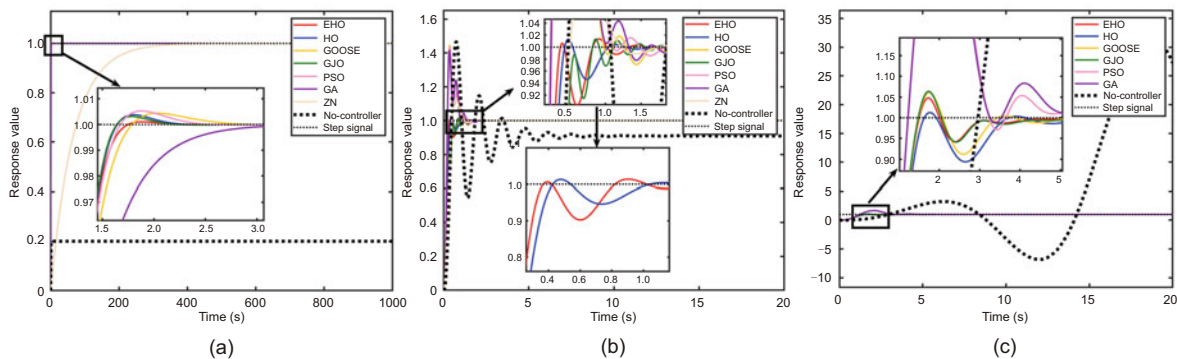 Response value
1.0
0.8
0.6
0.4
0.2
0
0
200
400
600
800
1000
Time (s)
EHO
HO
GOOSE
GJO
PSO
GA
ZN
No-controller
Step signal
1.01
1.00
0.99
0.98
0.97
1.5
2.0
2.5
3.0
(a)
Response value
1.6
1.4
1.2
1.0
0.8
0.6
0.4
0.2
0
0
5
10
15
20
Time (s)
EHO
HO
GOOSE
GJO
PSO
GA
ZN
No-controller
Step signal
1.04
1.02
1.00
0.98
0.96
0.94
0.92
0.5
1.0
1.5
1.0
0.9
0.8
0.4
0.6
0.8
1.0
(b)
Response value
35
30
25
20
15
10
5
0
−5
−10
0
5
10
15
20
Time (s)
EHO
HO
GOOSE
GJO
PSO
GA
No-controller
Step signal
1.15
1.10
1.05
1.00
0.95
0.90
2
3
4
5
(c)